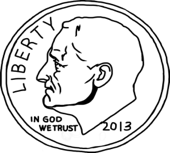 LIBERTY
IN GOD
WE TRUST
2013